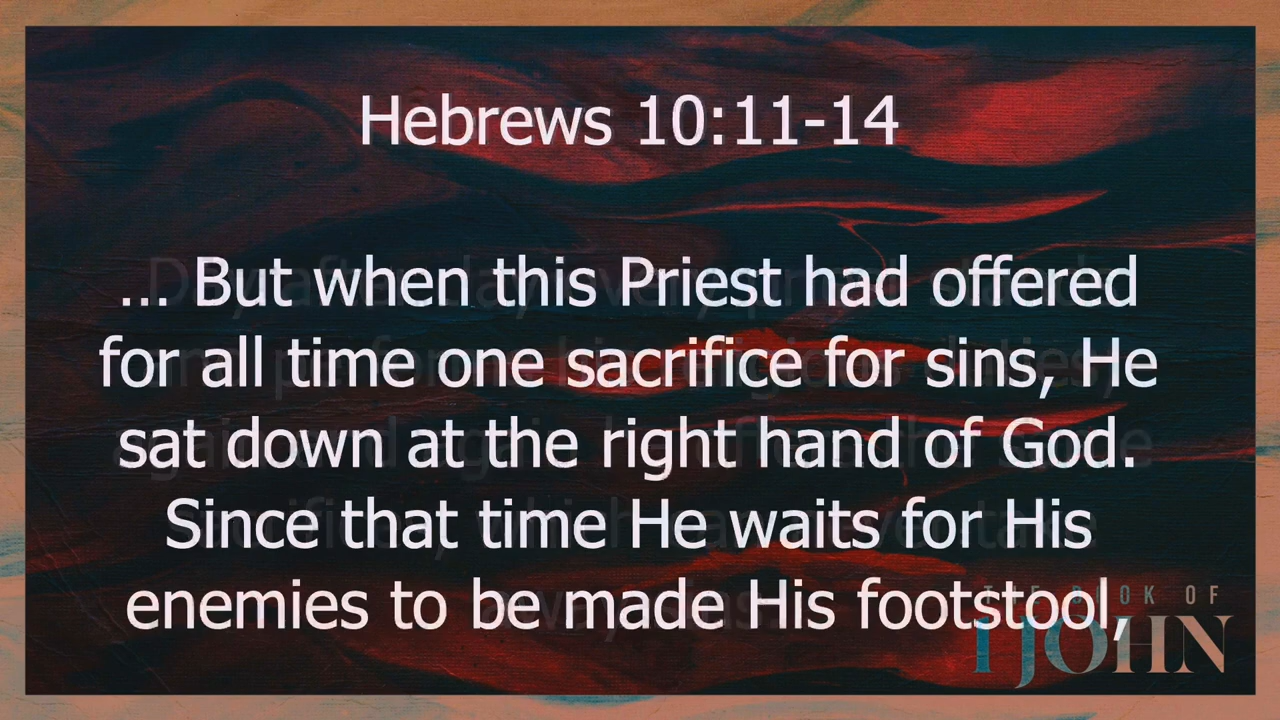 Hebrews 10:11-14
... But when this Priest had offered
for all time one sacrifice for sins, He
sat down at the right hand of God.
Since that time He waits for His
enemies to be made His footstool,
THE BOOK OF
1 JOHN